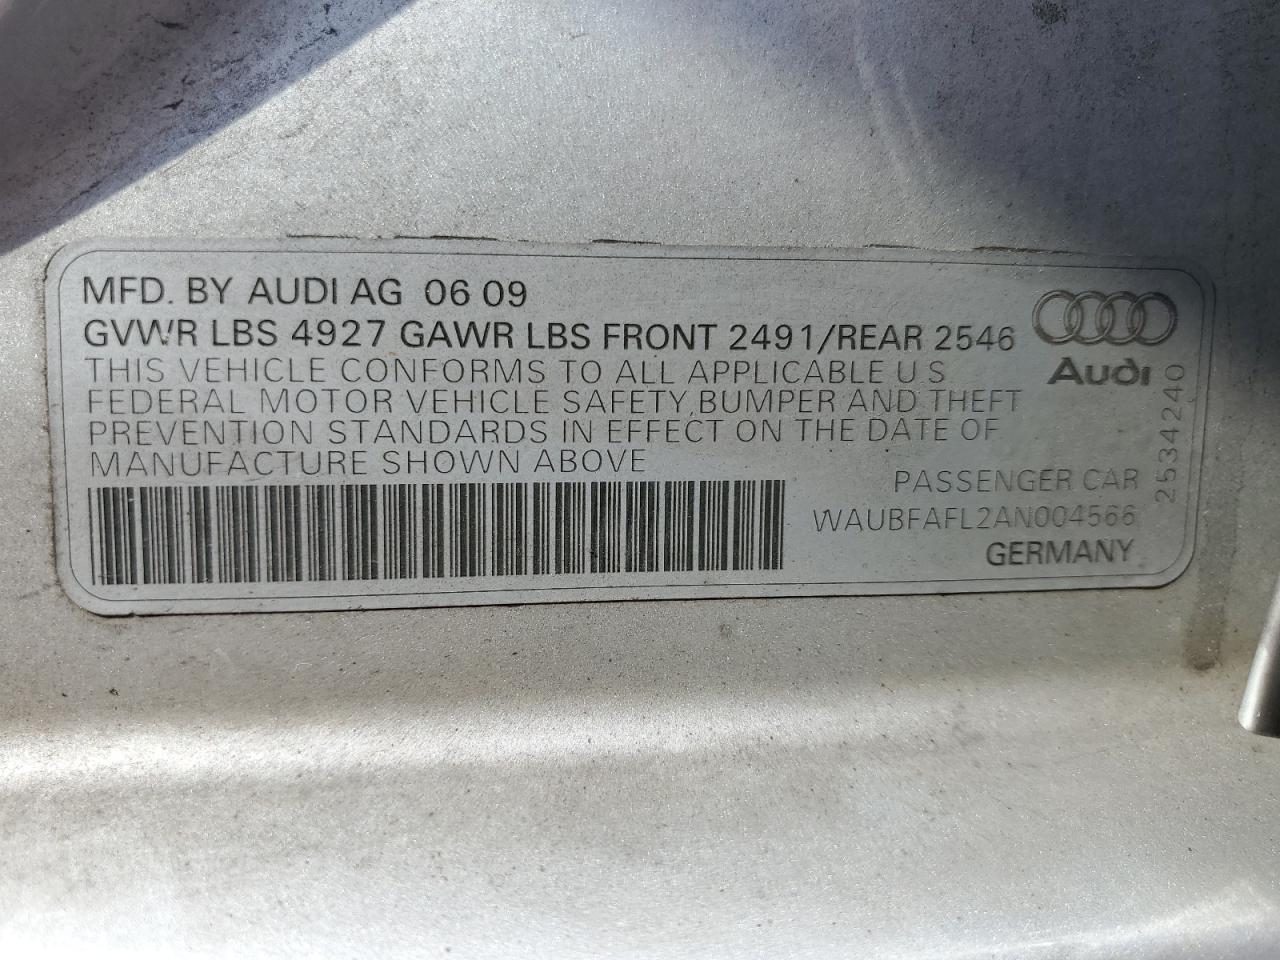 MFD. BY AUDI AG 06 09
GVWR LBS 4927 GAWR LBS FRONT 2491/REAR 2546
THIS VEHICLE CONFORMS TO ALL APPLICABLE U S
FEDERAL MOTOR VEHICLE SAFETY, BUMPER AND THEFT
PREVENTION STANDARDS IN EFFECT ON THE DATE OF
MANUFACTURE SHOWN ABOVE
Audi
2534240
PASSENGER CAR
WAUBFAFL2AN004566
GERMANY